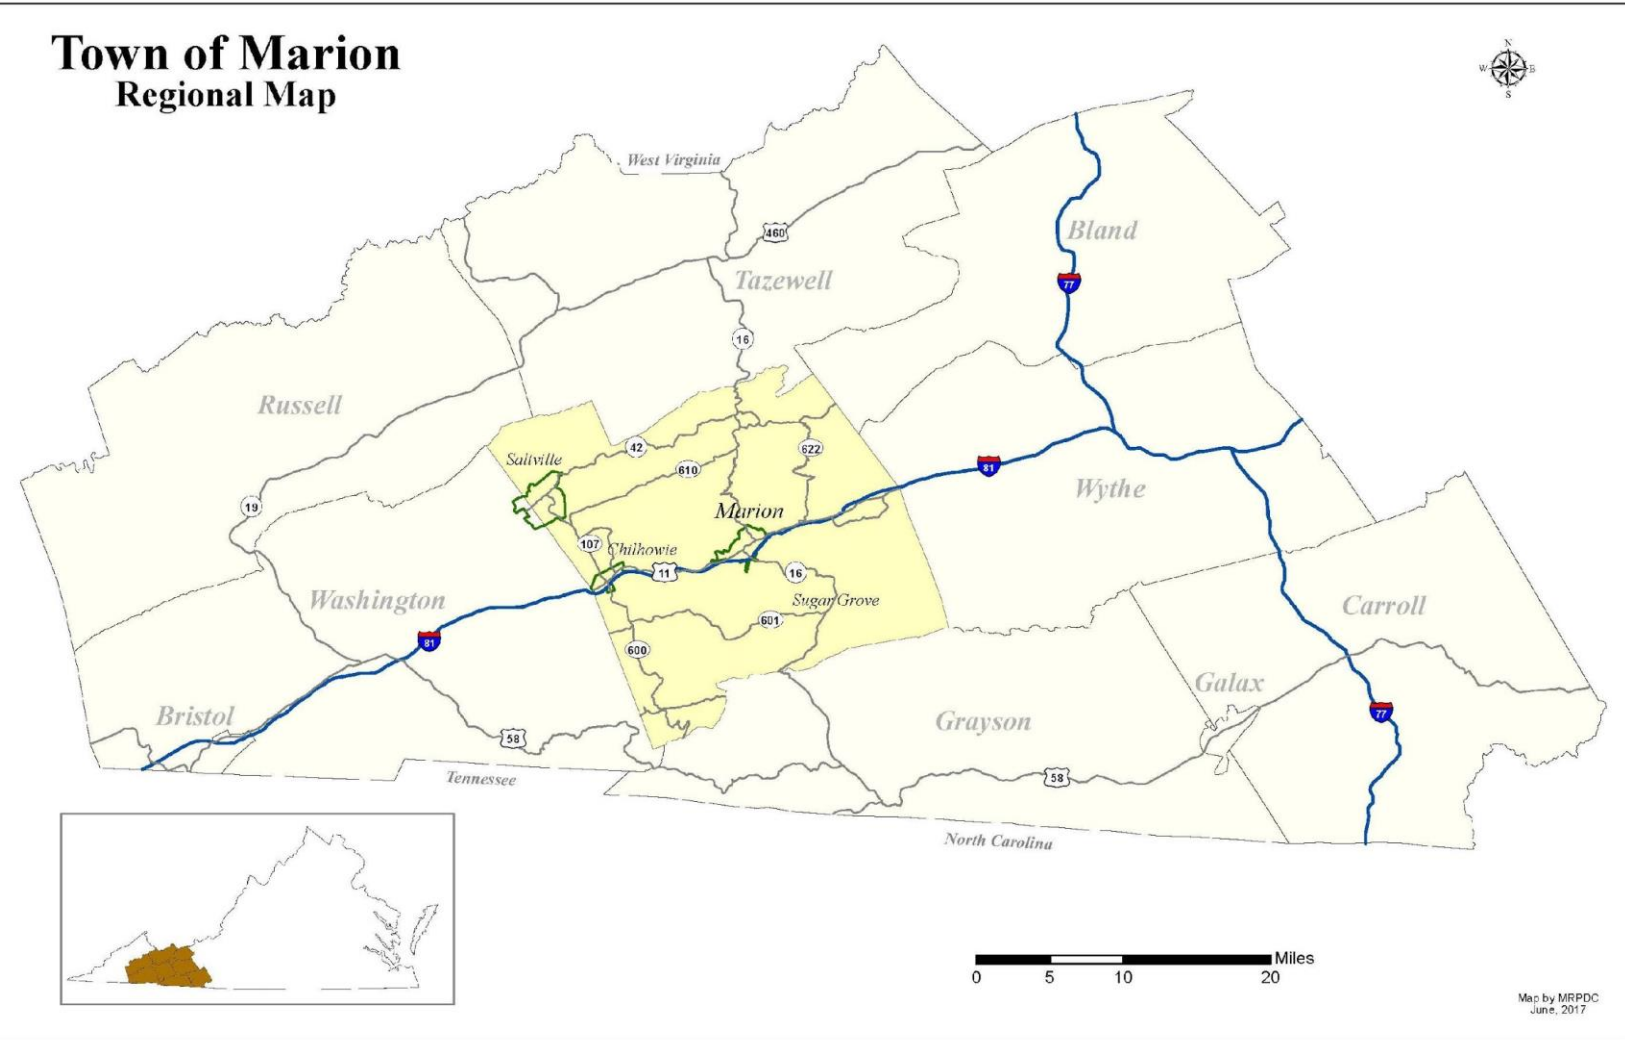 Town of Marion
Regional Map
N
W E
S
West Virginia
460
Bland
77
Tazewell
16
Russell
42
622
Saltville
610
81
Wythe
19
Marion
107
Chilhowie
11
16
Washington
Sugar Grove
Carroll
601
81
600
Galax
Bristol
Grayson
77
58
58
Tennessee
North Carolina
Miles
0 5 10 20
Map by MRPDC
June, 2017